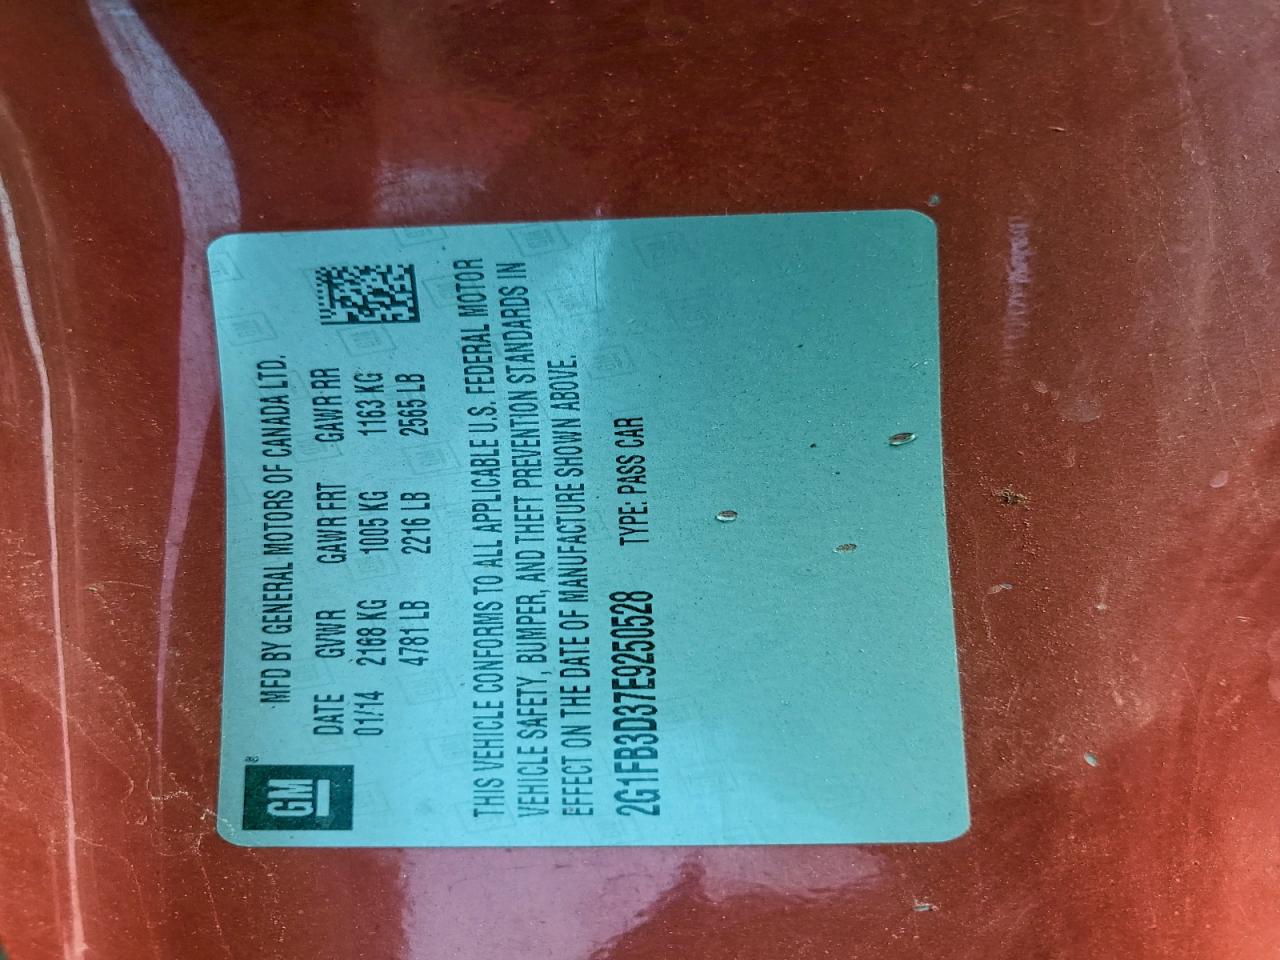 GM®
MFD BY GENERAL MOTORS OF CANADA LTD.
DATE GVWR GAWR FRT GAWR RR
01/14 2168 KG 1005 KG 1163 KG
4781 LB 2216 LB 2565 LB
THIS VEHICLE CONFORMS TO ALL APPLICABLE U.S. FEDERAL MOTOR
VEHICLE SAFETY, BUMPER, AND THEFT PREVENTION STANDARDS IN
EFFECT ON THE DATE OF MANUFACTURE SHOWN ABOVE.
2G1FB3D37E9250528 TYPE: PASS CAR